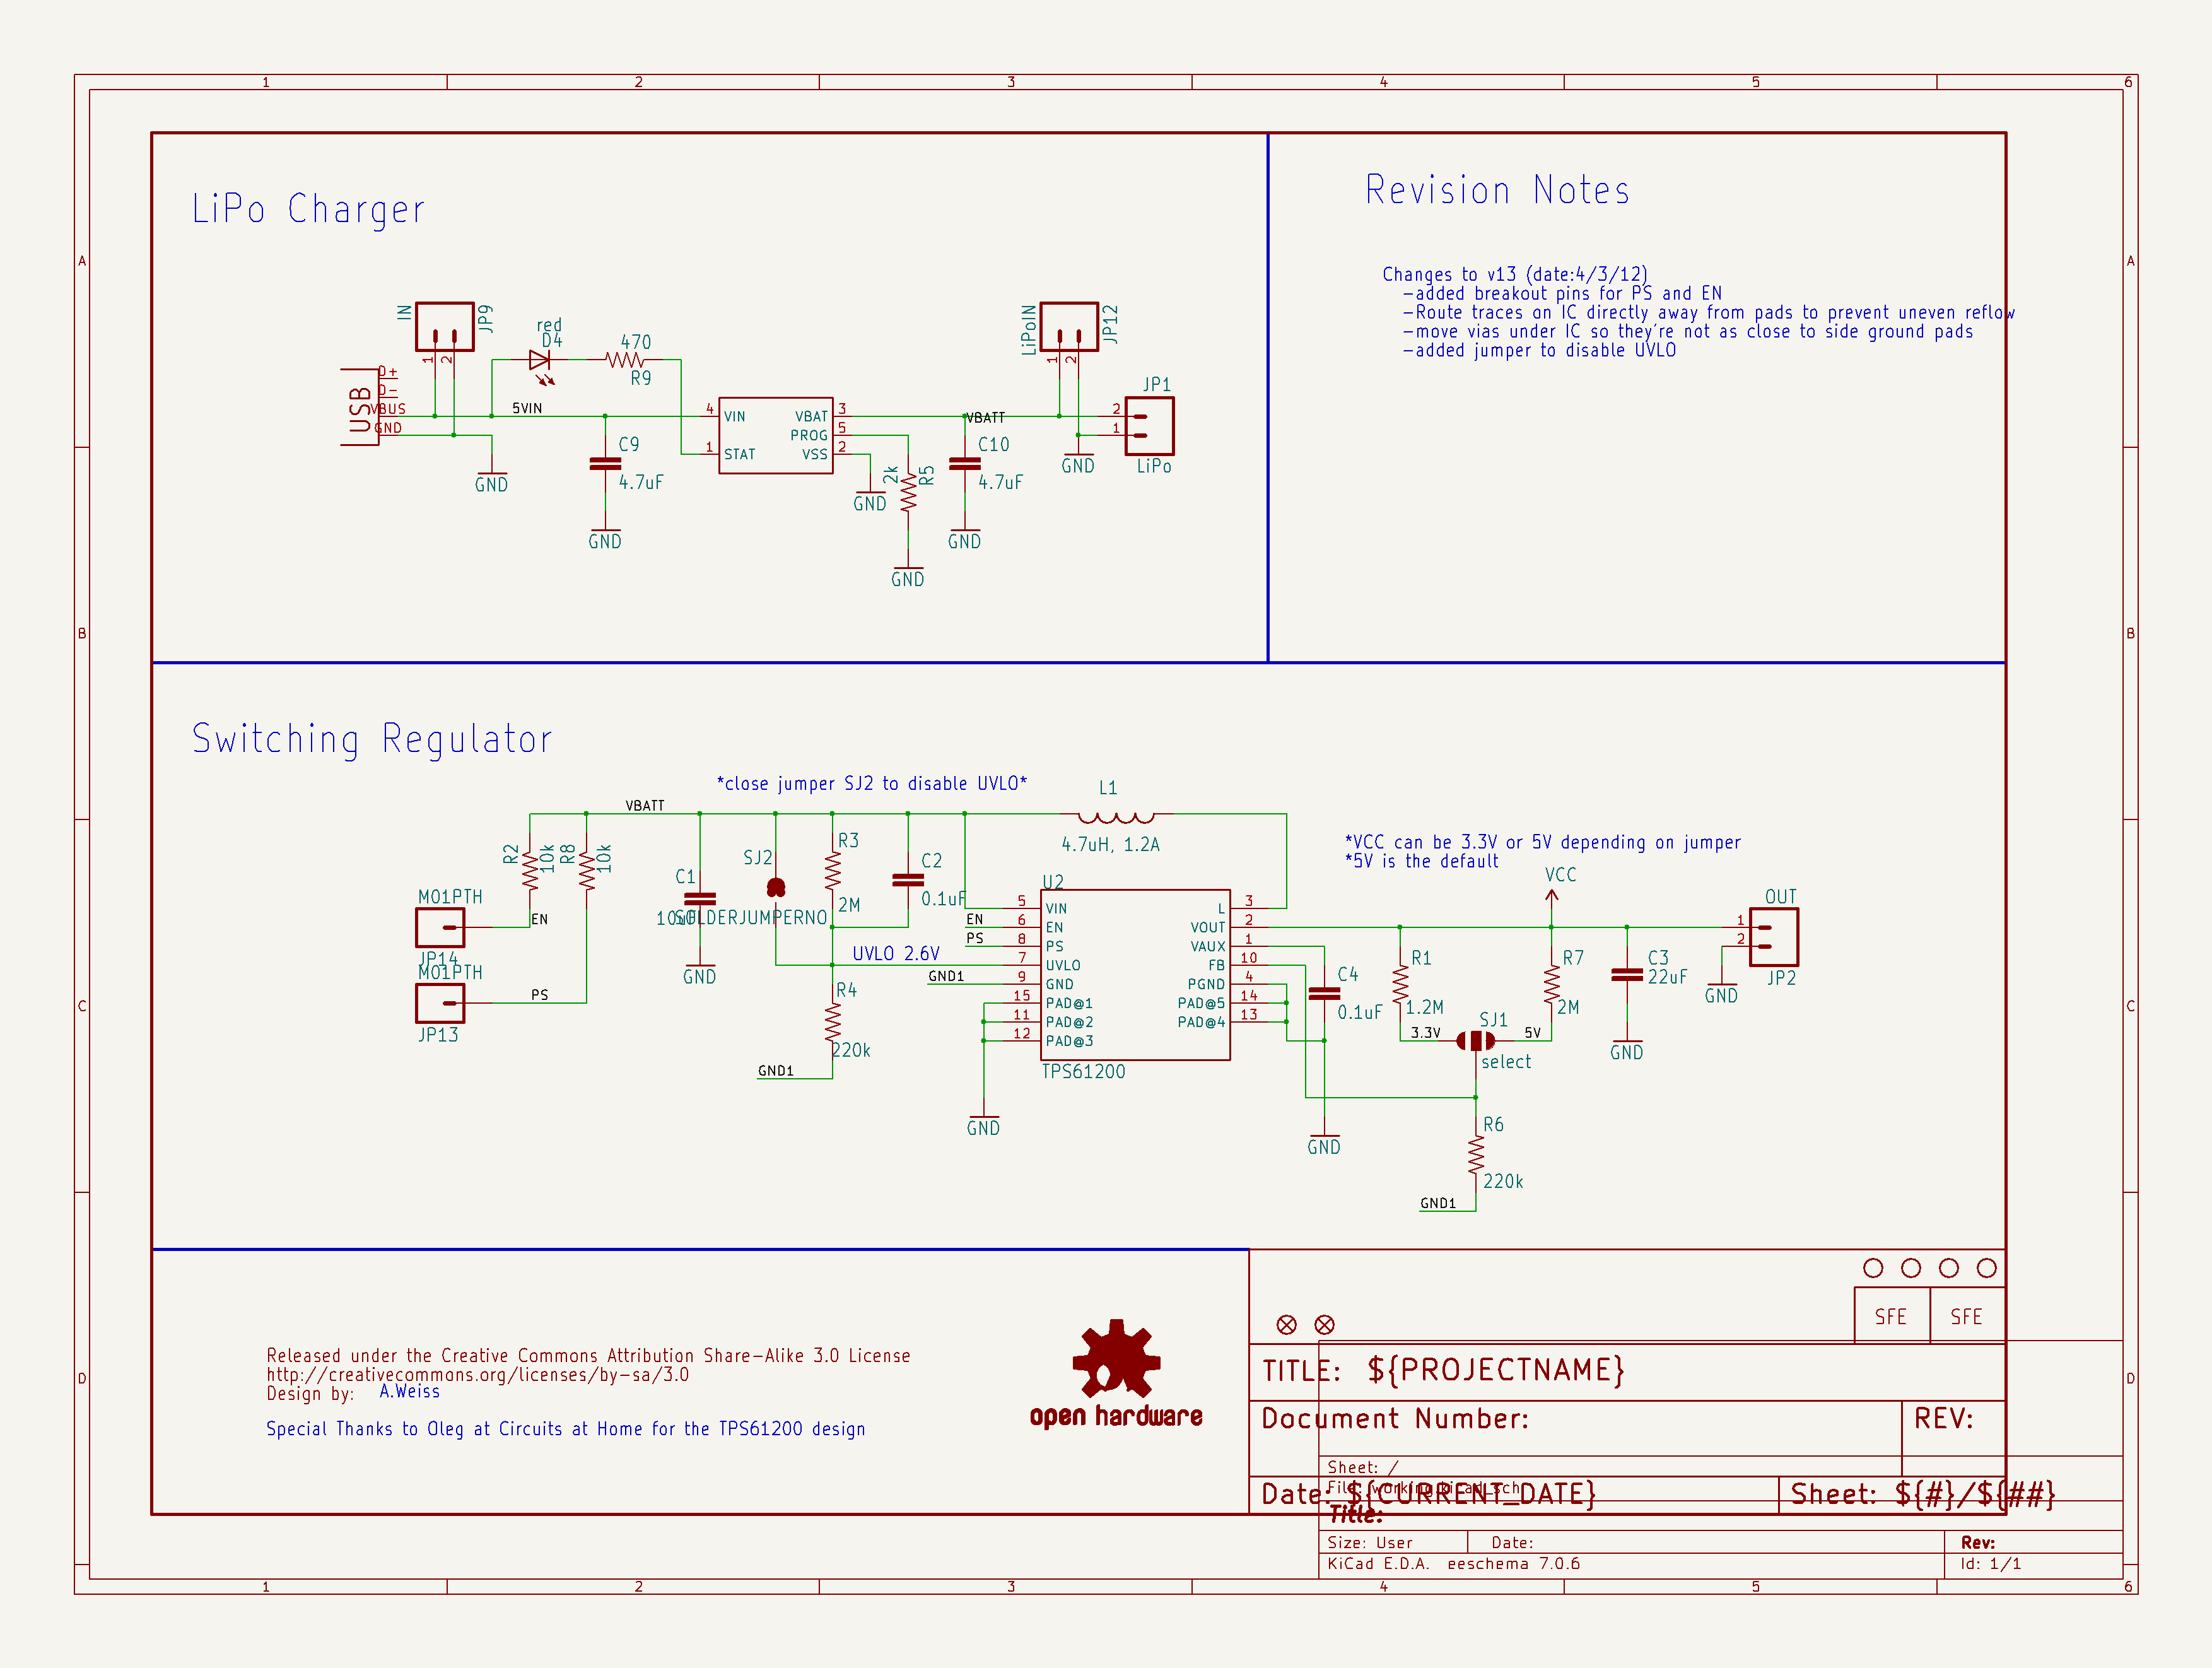 1 2 3 4 5 6
A
B
C
D
A
B
C
D
LiPo Charger
IN
JP9
1
2
red
D4
470
R9
USB
D+
D-
VBUS
GND
5VIN
GND
C9
4.7uF
GND
4 VIN
1 STAT
VBAT 3
PROG 5
VSS 2
GND
2k
R5
GND
VBATT
C10
4.7uF
GND
LiPoIN
JP12
1
2
GND
JP1
2
1
LiPo
Revision Notes
Changes to v13 (date:4/3/12)
-added breakout pins for PS and EN
-Route traces on IC directly away from pads to prevent uneven reflow
-move vias under IC so they're not as close to side ground pads
-added jumper to disable UVLO
Switching Regulator
*close jumper SJ2 to disable UVLO*
VBATT
R2
10k
R8
10k
M01PTH
EN
JP14
M01PTH
PS
JP13
C1
10uF
GND
SJ2
SOLDERJUMPERNO
R3
2M
C2
0.1uF
UVLO 2.6V
R4
220k
GND1
L1
4.7uH, 1.2A
U2
EN
PS
GND1
5 VIN
6 EN
8 PS
7 UVLO
9 GND
15 PAD@1
11 PAD@2
12 PAD@3
L 3
VOUT 2
VAUX 1
FB 10
PGND 4
PAD@5 14
PAD@4 13
TPS61200
GND
C4
0.1uF
GND
*VCC can be 3.3V or 5V depending on jumper
*5V is the default
VCC
R1
1.2M
3.3V
SJ1
select
5V
R7
2M
C3
22uF
GND
OUT
1
2
GND
JP2
R6
220k
GND1
Released under the Creative Commons Attribution Share-Alike 3.0 License
http://creativecommons.org/licenses/by-sa/3.0
Design by: A.Weiss
Special Thanks to Oleg at Circuits at Home for the TPS61200 design
open hardware
SFE SFE
TITLE: ${PROJECTNAME}
Document Number:
REV:
Sheet: /
File: working.kicad_sch
Date: ${CURRENT_DATE}
Sheet: ${#}/${##}
Title:
Size: User
Date:
Rev:
KiCad E.D.A. eeschema 7.0.6
Id: 1/1
1 2 3 4 5 6